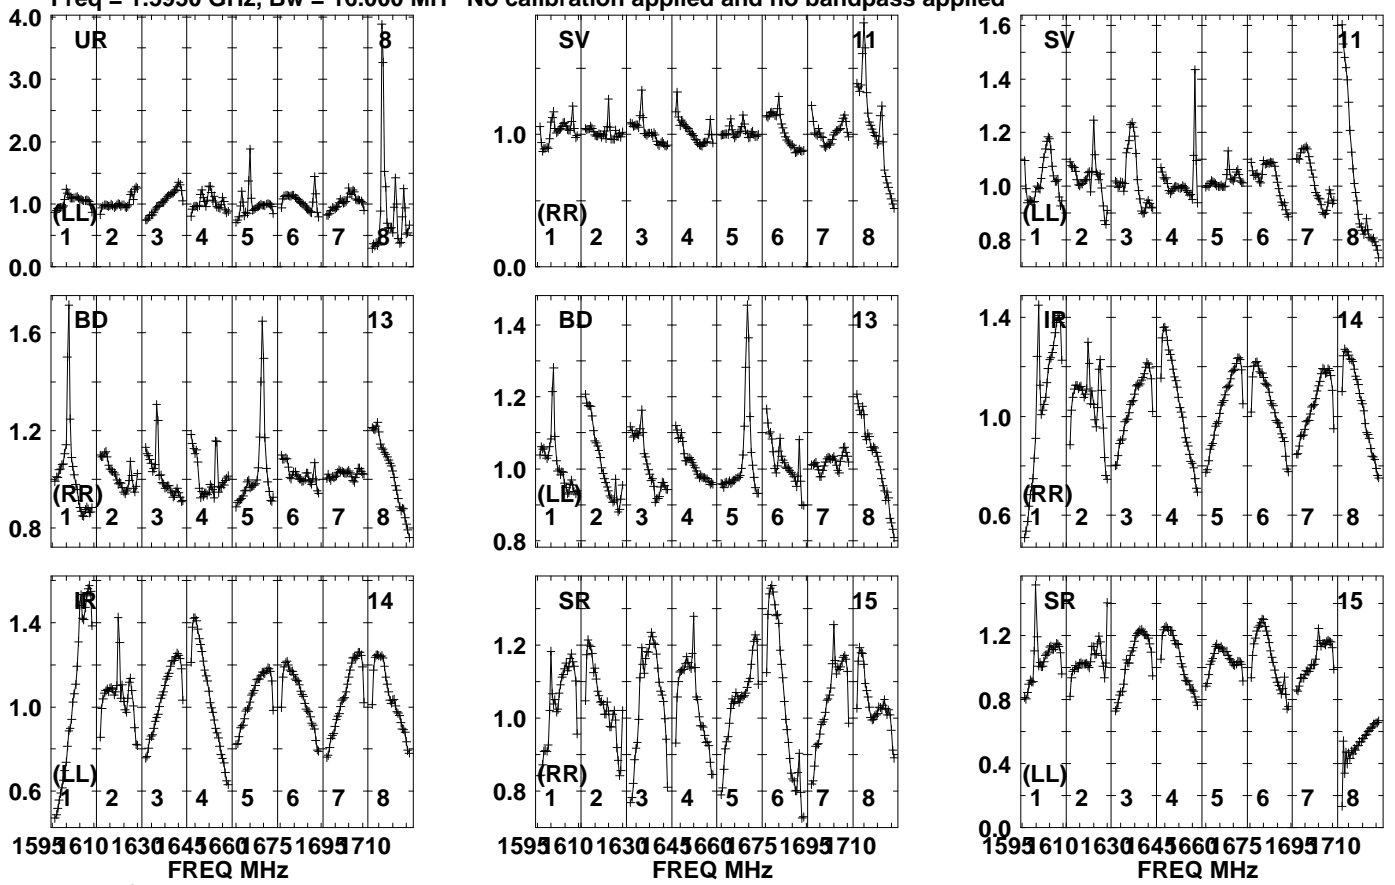 Freq = 1.5950 GHz, Bw = 16.000 MH No calibration applied and no bandpass applied
4.0 3.0 2.0 1.0 0.0
UR 8
(LL)
1 2 3 4 5 6 7 8
1.0 0.0
SV 11
(RR)
1 2 3 4 5 6 7 8
1.6 1.4 1.2 1.0 0.8
SV 11
(LL)
1 2 3 4 5 6 7 8
1.6 1.2 0.8
BD 13
(RR)
1 2 3 4 5 6 7 8
1.4 1.2 1.0 0.8
BD 13
(LL)
1 2 3 4 5 6 7 8
1.4 1.0 0.6
IR 14
(RR)
1 2 3 4 5 6 7 8
1.4 1.0 0.6
IR 14
(LL)
1 2 3 4 5 6 7 8
1595 1610 1630 1645 1660 1675 1695 1710
FREQ MHz
1.2 1.0 0.8
SR 15
(RR)
1 2 3 4 5 6 7 8
1595 1610 1630 1645 1660 1675 1695 1710
FREQ MHz
1.2 0.8 0.4 0.0
SR 15
(LL)
1 2 3 4 5 6 7 8
1595 1610 1630 1645 1660 1675 1695 1710
FREQ MHz